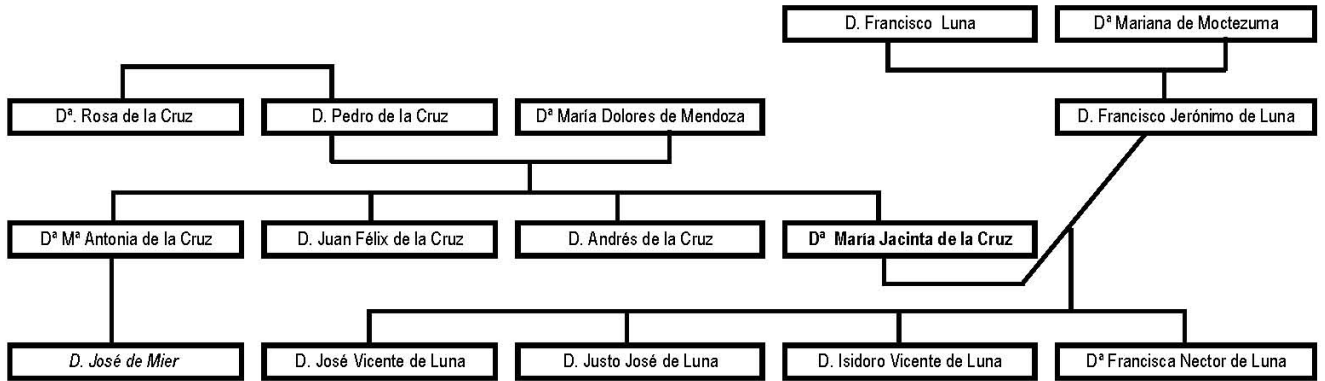 D. Francisco Luna
Dª Mariana de Moctezuma
Dª. Rosa de la Cruz
D. Pedro de la Cruz
Dª María Dolores de Mendoza
D. Francisco Jerónimo de Luna
Dª Mª Antonia de la Cruz
D. Juan Félix de la Cruz
D. Andrés de la Cruz
Dª María Jacinta de la Cruz
D. José de Mier
D. José Vicente de Luna
D. Justo José de Luna
D. Isidoro Vicente de Luna
Dª Francisca Nector de Luna